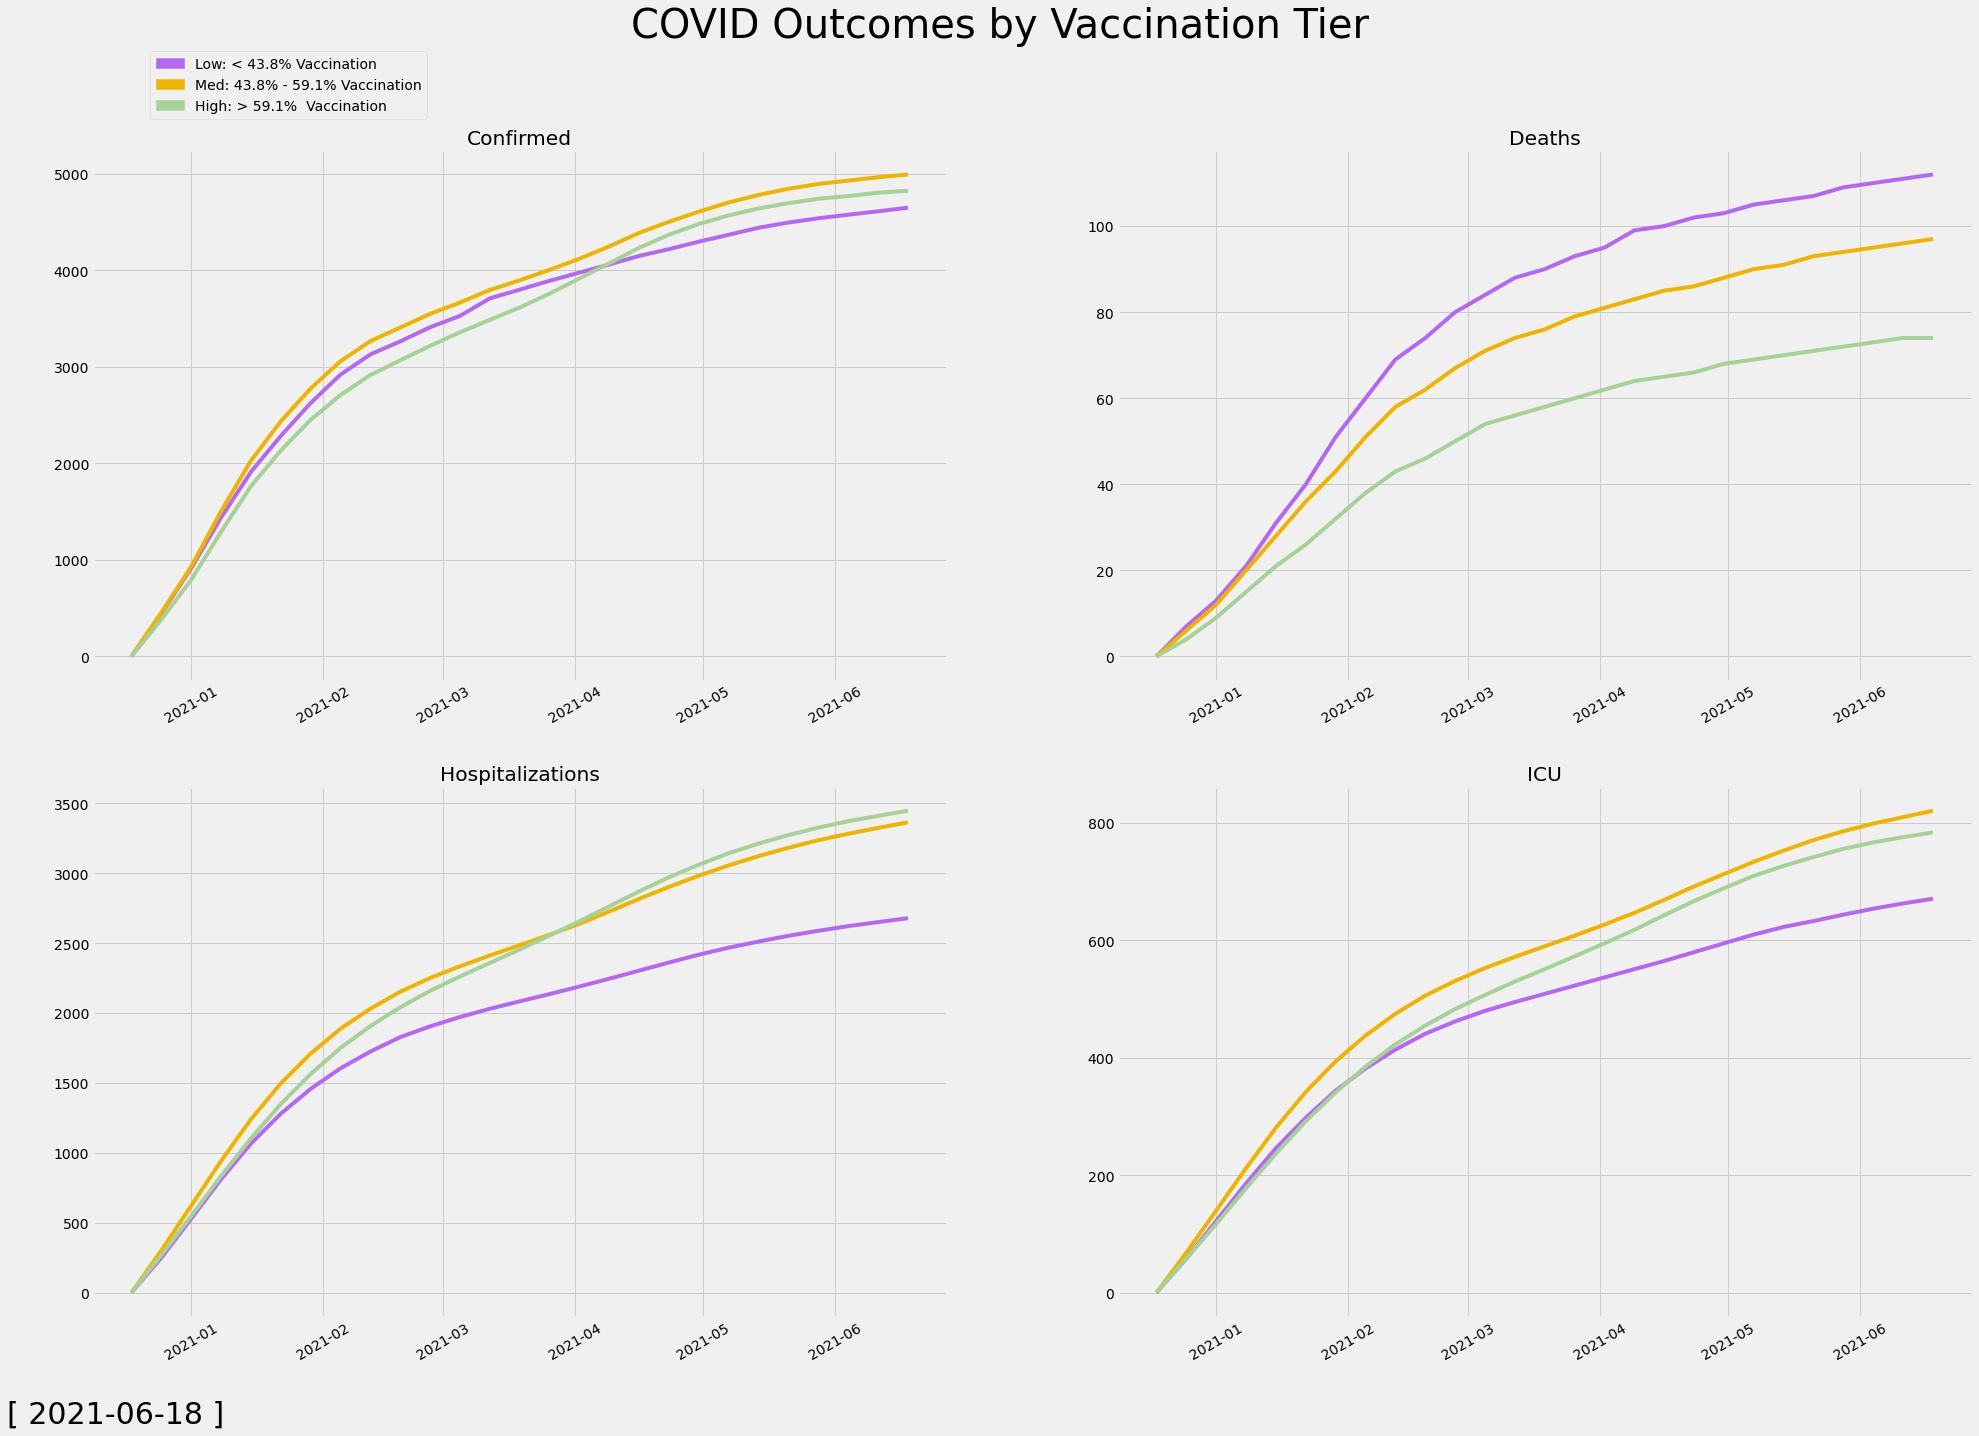 COVID Outcomes by Vaccination Tier
Low: < 43.8% Vaccination
Med: 43.8% - 59.1% Vaccination
High: > 59.1%  Vaccination
Confirmed
5000
4000
3000
2000
1000
0
2021-01 2021-02 2021-03 2021-04 2021-05 2021-06
Deaths
100
80
60
40
20
0
2021-01 2021-02 2021-03 2021-04 2021-05 2021-06
Hospitalizations
3500
3000
2500
2000
1500
1000
500
0
2021-01 2021-02 2021-03 2021-04 2021-05 2021-06
ICU
800
600
400
200
0
2021-01 2021-02 2021-03 2021-04 2021-05 2021-06
[ 2021-06-18 ]